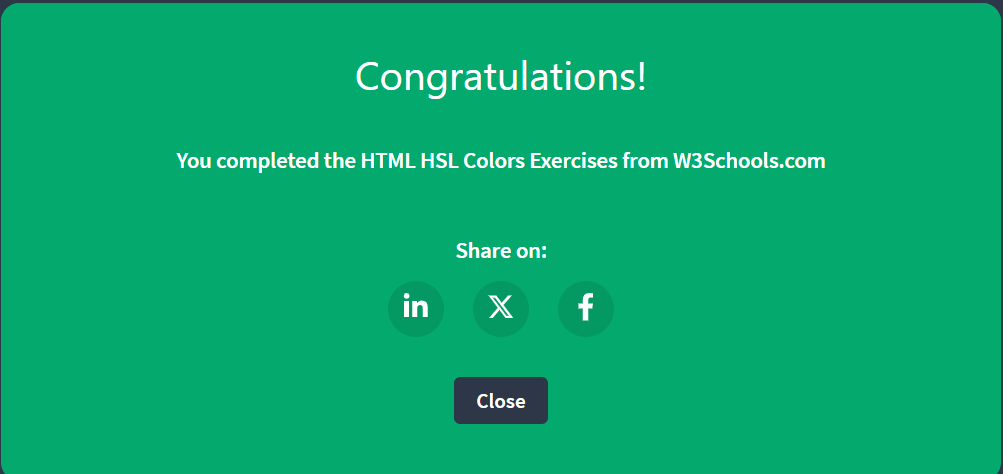 Congratulations!
You completed the HTML HSL Colors Exercises from W3Schools.com
Share on:
in X f
Close